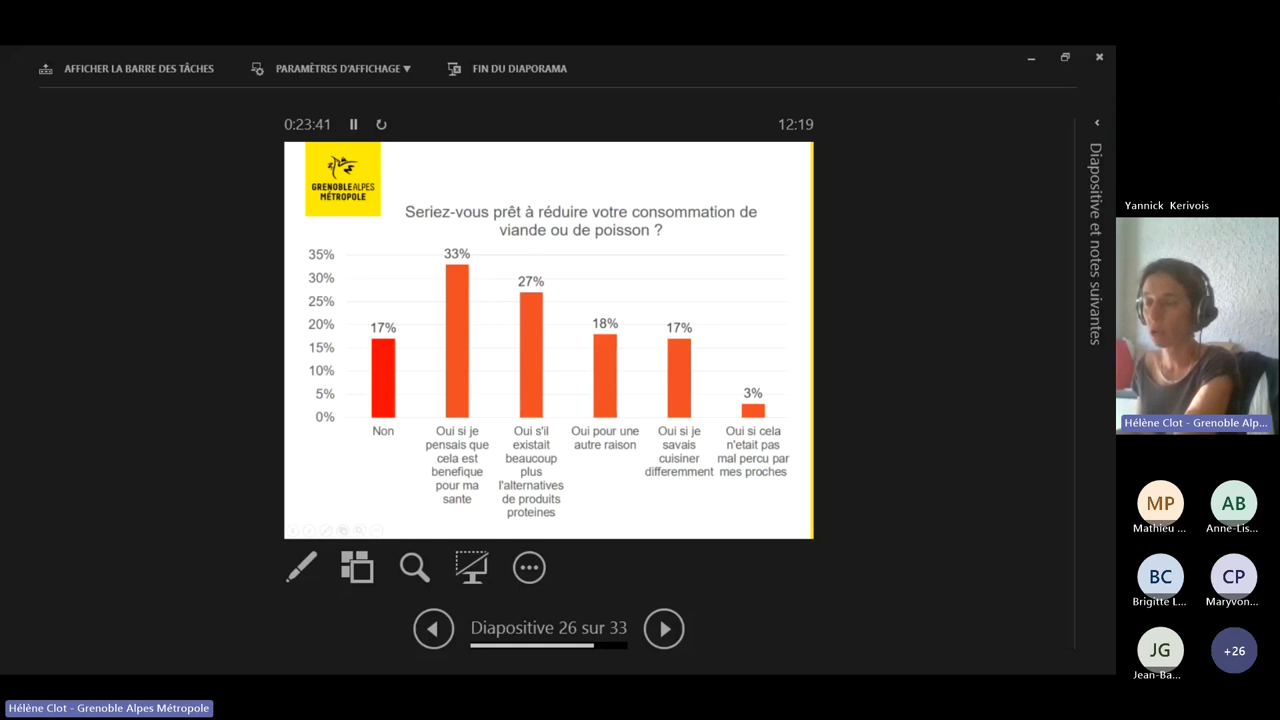 AFFICHER LA BARRE DES TÂCHES
PARAMÈTRES D'AFFICHAGE ▼
FIN DU DIAPORAMA
0:23:41
12:19
GRENOBLEALPES
MÉTROPOLE
Seriez-vous prêt à réduire votre consommation de
viande ou de poisson ?
35%
30%
25%
20%
15%
10%
5%
0%
17%
33%
27%
18%
17%
3%
Non
Oui si je
pensais que
cela est
benefique
pour ma
sante
Oui s'il
existait
beaucoup
plus
l'alternatives
de produits
proteines
Oui pour une
autre raison
Oui si je
savais
cuisiner
differemment
Oui si cela
n'etait pas
mal perçu par
mes proches
Diapositive 26 sur 33
Diapositive et notes suivantes
Yannick Kerivois
Hélène Clot - Grenoble Alp...
MP
Mathieu ...
AB
Anne-Lis...
BC
Brigitte L...
CP
Maryvon...
JG
Jean-Ba...
+26
Hélène Clot - Grenoble Alpes Métropole